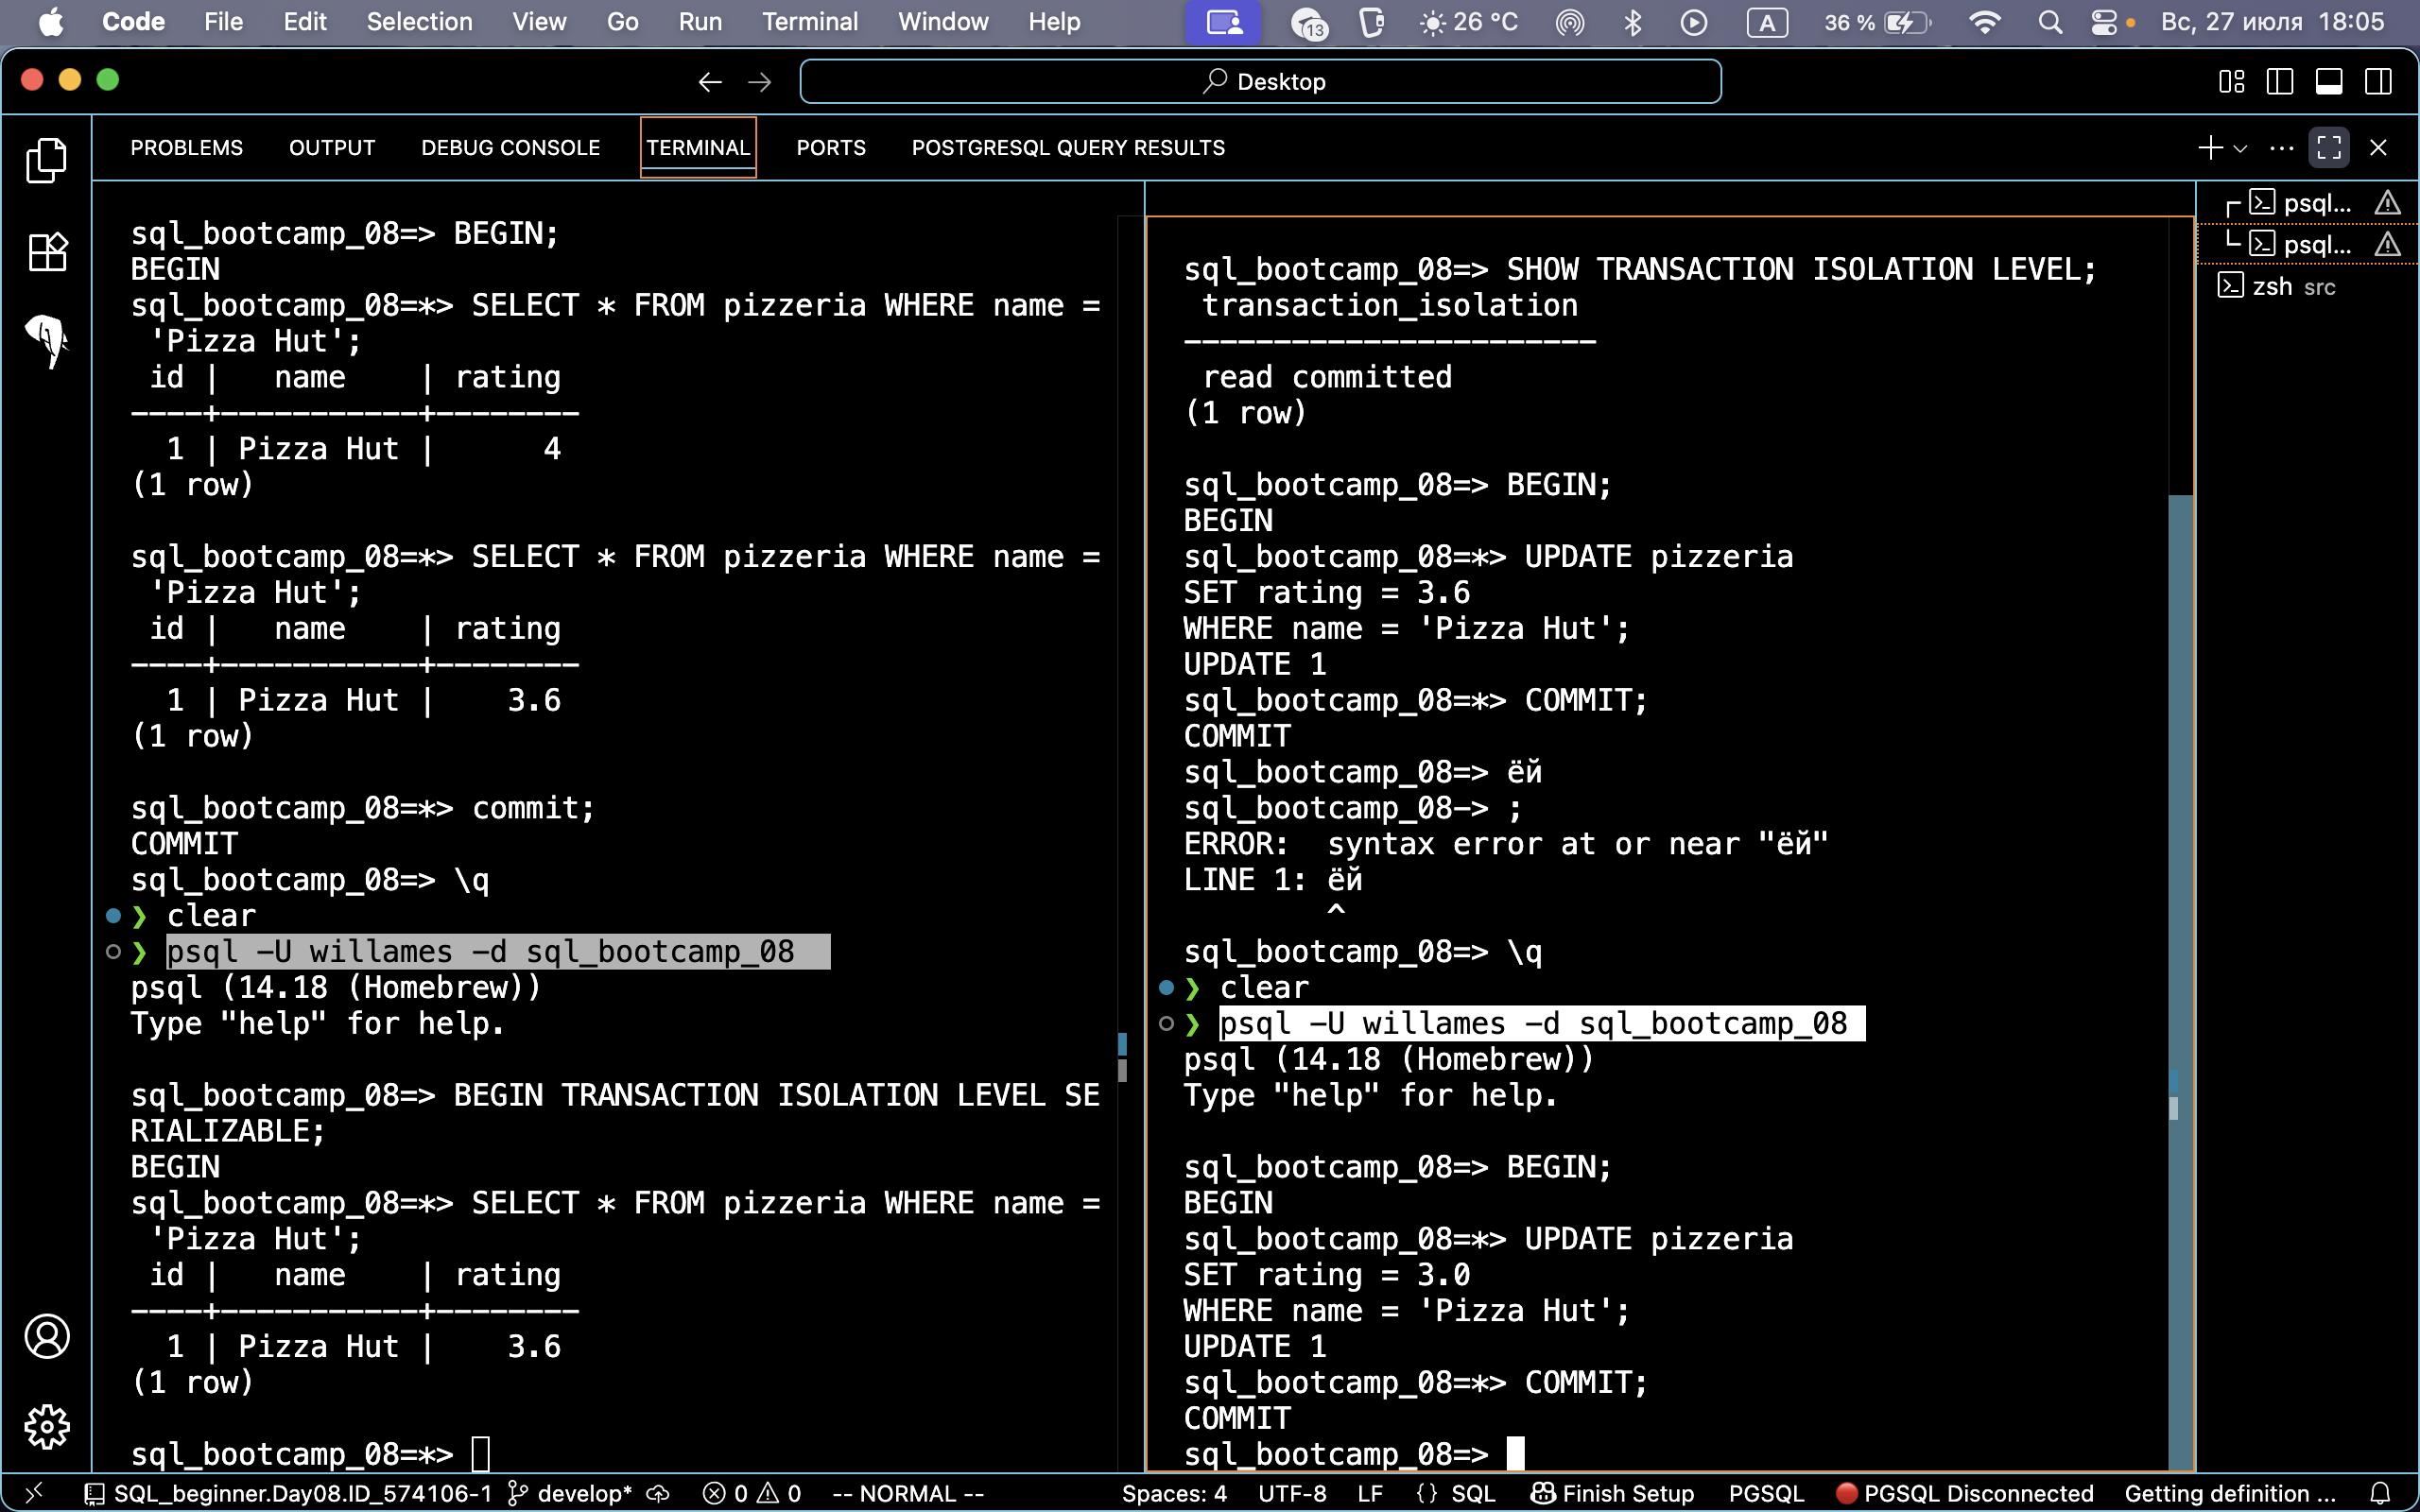 Code File Edit Selection View Go Run Terminal Window Help 13 26 °C A 36 % Вс, 27 июля 18:05
Desktop
PROBLEMS OUTPUT DEBUG CONSOLE TERMINAL PORTS POSTGRESQL QUERY RESULTS
sql_bootcamp_08=> BEGIN;
BEGIN
sql_bootcamp_08=*> SELECT * FROM pizzeria WHERE name =
'Pizza Hut';
id | name | rating
----+-----------+--------
1 | Pizza Hut | 4
(1 row)
sql_bootcamp_08=*> SELECT * FROM pizzeria WHERE name =
'Pizza Hut';
id | name | rating
----+-----------+--------
1 | Pizza Hut | 3.6
(1 row)
sql_bootcamp_08=*> commit;
COMMIT
sql_bootcamp_08=> \q
❯ clear
❯ psql -U willames -d sql_bootcamp_08
psql (14.18 (Homebrew))
Type "help" for help.
sql_bootcamp_08=> BEGIN TRANSACTION ISOLATION LEVEL SE
RIALIZABLE;
BEGIN
sql_bootcamp_08=*> SELECT * FROM pizzeria WHERE name =
'Pizza Hut';
id | name | rating
----+-----------+--------
1 | Pizza Hut | 3.6
(1 row)
sql_bootcamp_08=*>
sql_bootcamp_08=> SHOW TRANSACTION ISOLATION LEVEL;
transaction_isolation
-----------------------
read committed
(1 row)
sql_bootcamp_08=> BEGIN;
BEGIN
sql_bootcamp_08=*> UPDATE pizzeria
SET rating = 3.6
WHERE name = 'Pizza Hut';
UPDATE 1
sql_bootcamp_08=*> COMMIT;
COMMIT
sql_bootcamp_08=> ёй
sql_bootcamp_08-> ;
ERROR:  syntax error at or near "ёй"
LINE 1: ёй
^
sql_bootcamp_08=> \q
❯ clear
❯ psql -U willames -d sql_bootcamp_08
psql (14.18 (Homebrew))
Type "help" for help.
sql_bootcamp_08=> BEGIN;
BEGIN
sql_bootcamp_08=*> UPDATE pizzeria
SET rating = 3.0
WHERE name = 'Pizza Hut';
UPDATE 1
sql_bootcamp_08=*> COMMIT;
COMMIT
sql_bootcamp_08=>
psql...
psql...
zsh src
SQL_beginner.Day08.ID_574106-1 develop* 0 0 -- NORMAL -- Spaces: 4 UTF-8 LF {} SQL Finish Setup PGSQL PGSQL Disconnected Getting definition ...